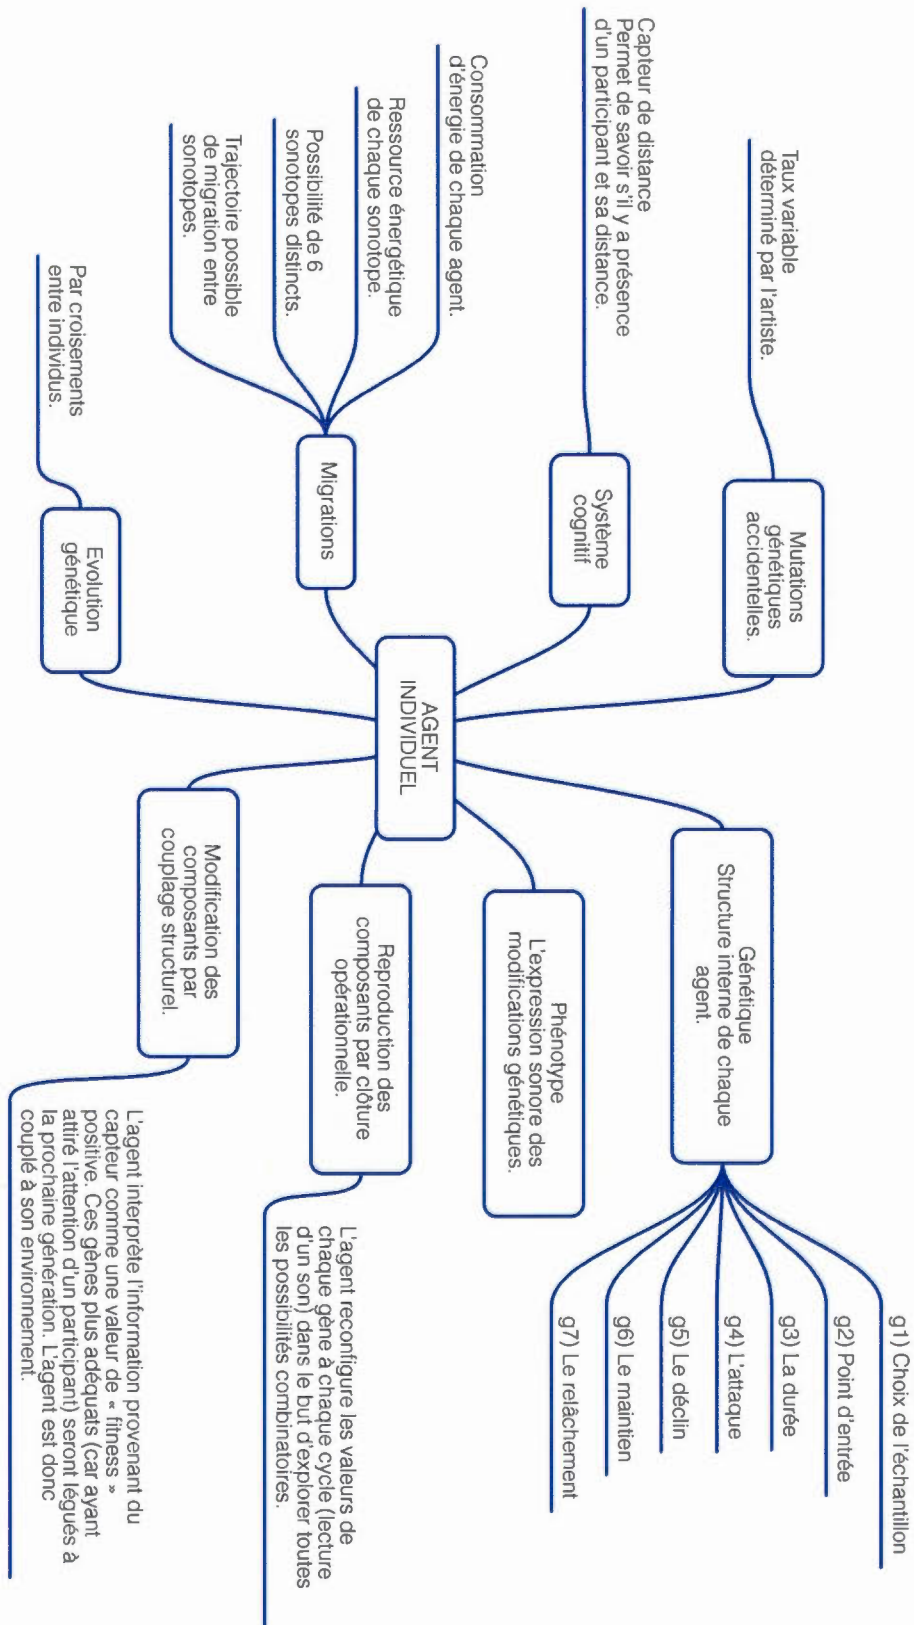 AGENT
INDIVIDUEL
Mutations
génétiques
accidentelles.
Taux variable
déterminé par l'artiste.
Système
cognitif
Capteur de distance
Permet de savoir s'il y a présence
d'un participant et sa distance.
Migrations
Consommation
d'énergie de chaque agent.
Ressource énergétique
de chaque sonotope.
Possibilité de 6
sonotopes distincts.
Trajectoire possible
de migration entre
sonotopes.
Evolution
génétique
Par croisements
entre individus.
Génétique
Structure interne de chaque
agent.
g1) Choix de l'échantillon
g2) Point d'entrée
g3) La durée
g4) L'attaque
g5) Le déclin
g6) Le maintien
g7) Le relâchement
Phénotype
L'expression sonore des
modifications génétiques.
Reproduction des
composants par clôture
opérationnelle.
L'agent reconfigure les valeurs de
chaque gène à chaque cycle (lecture
d'un son) dans le but d'explorer toutes
les possibilités combinatoires.
Modification des
composants par
couplage structurel.
L'agent interprète l'information provenant du
capteur comme une valeur de « fitness »
positive. Ces gènes plus adéquats (car ayant
attiré l'attention d'un participant) seront légués à
la prochaine génération. L'agent est donc
couplé à son environnement.